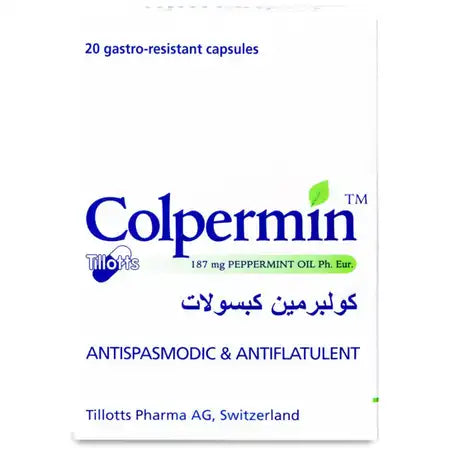 20 gastro-resistant capsules
Colpermin™
Tillotts
187 mg PEPPERMINT OIL Ph. Eur.
كولبرمين كبسولات
ANTISPASMODIC & ANTIFLATULENT
Tillotts Pharma AG, Switzerland